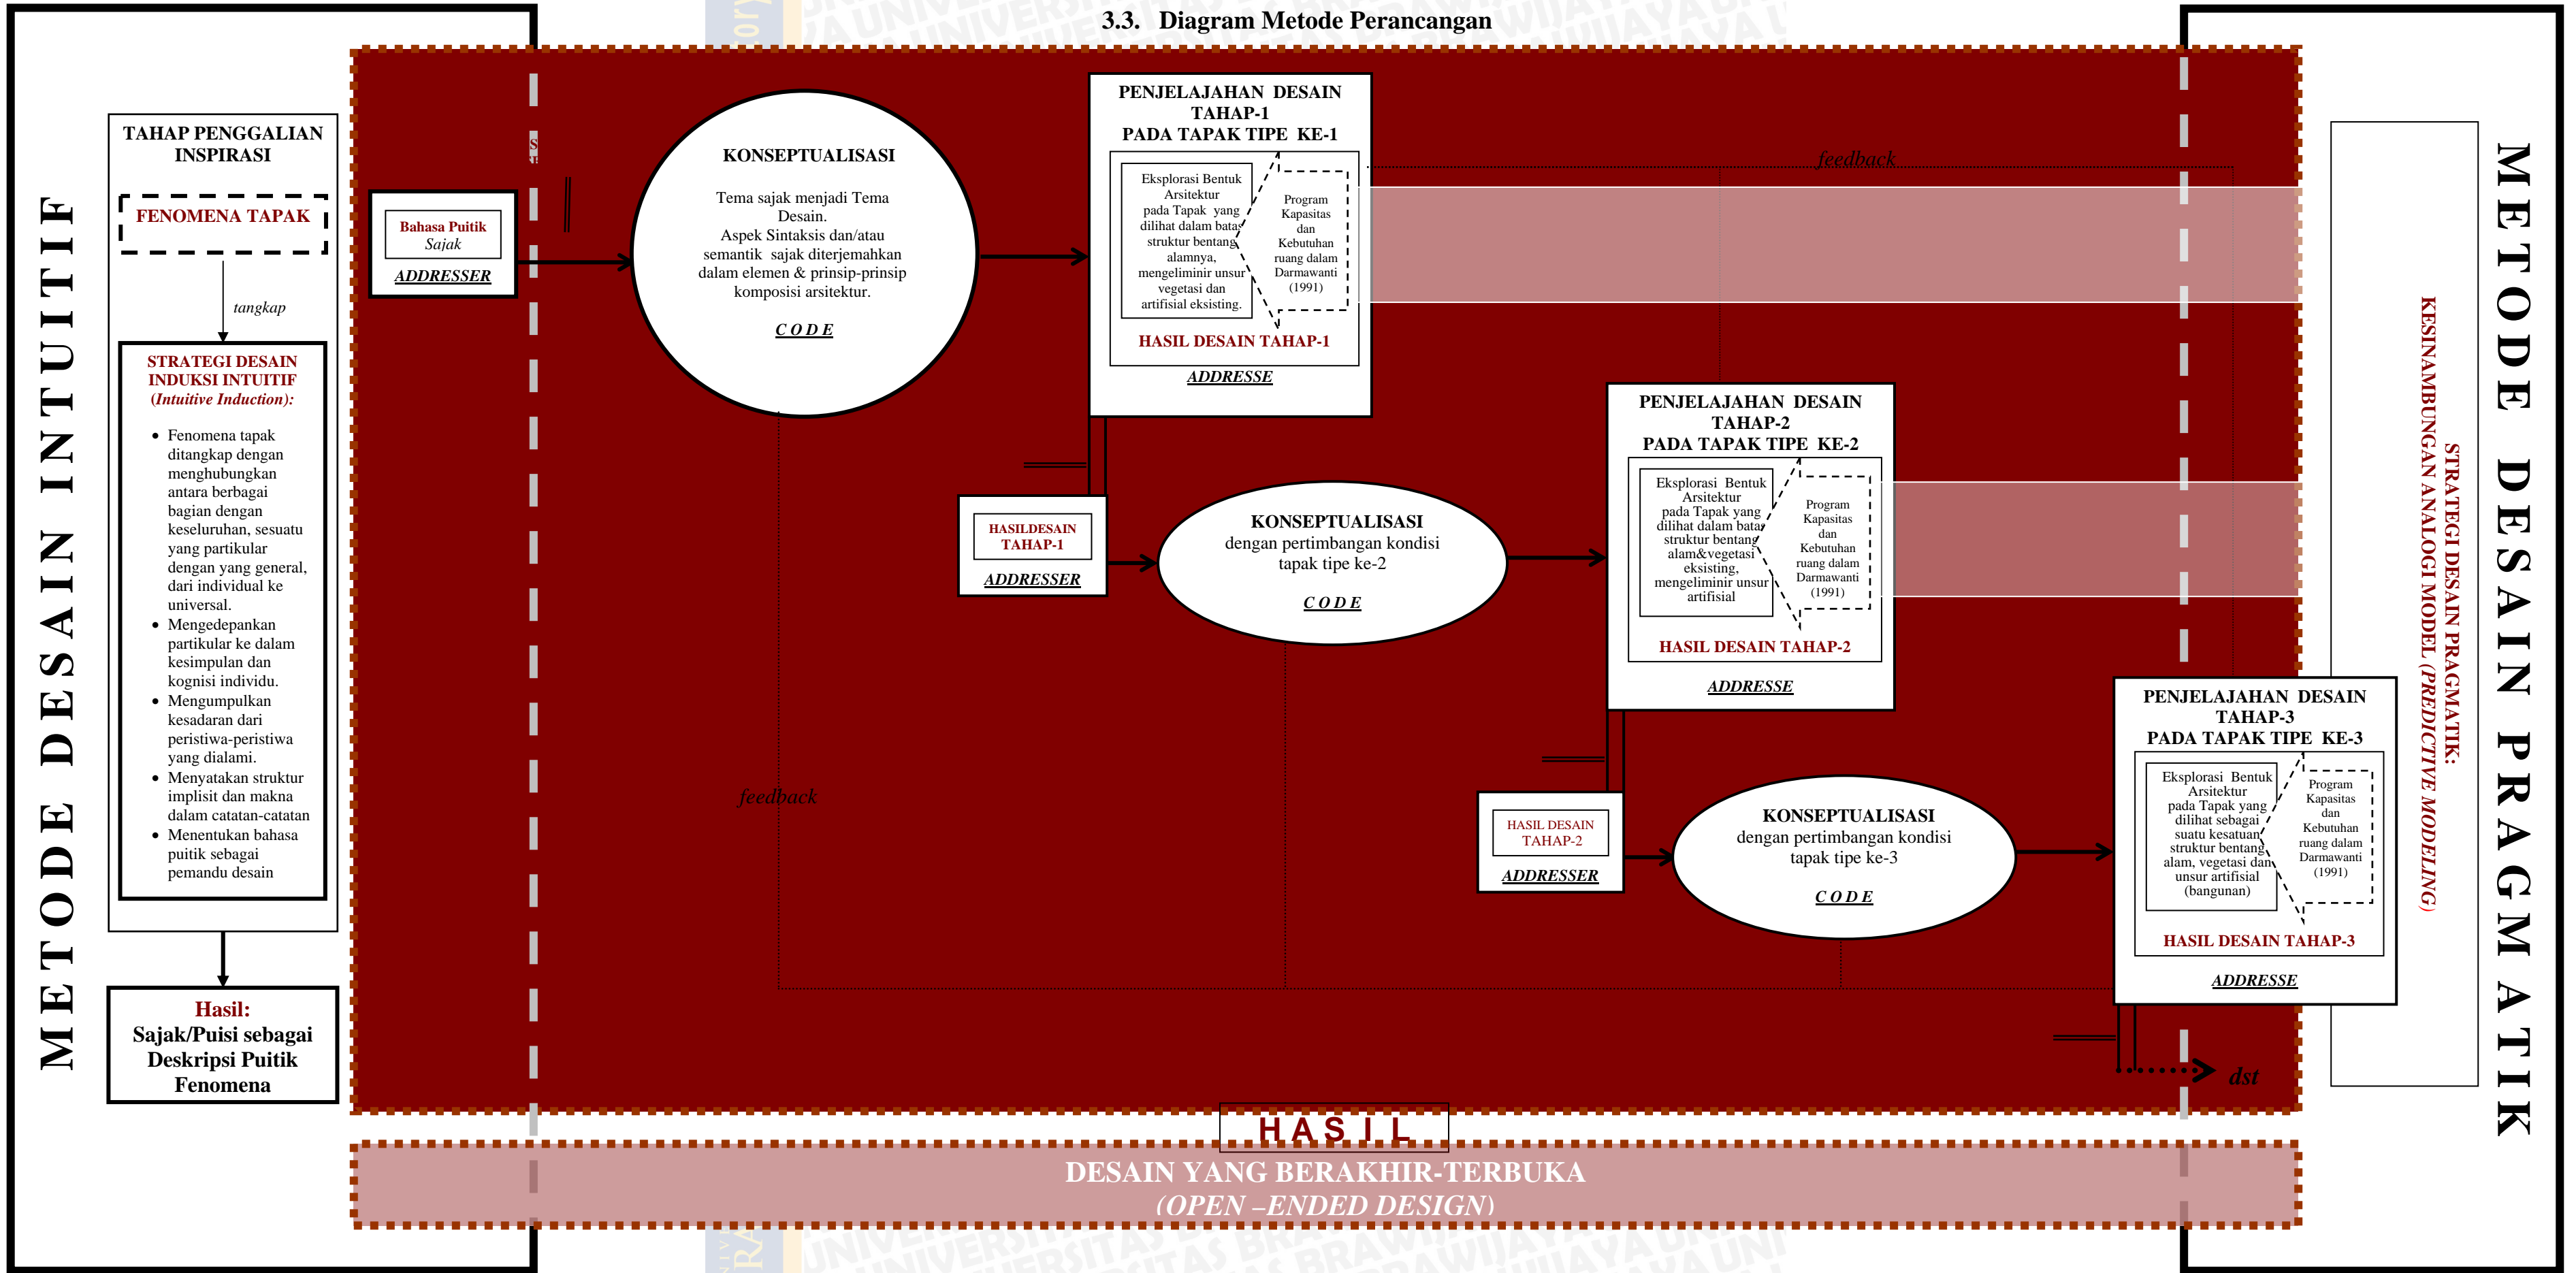 3.3. Diagram Metode Perancangan
METODE DESAIN INTUITIF
TAHAP PENGGALIAN
INSPIRASI
FENOMENA TAPAK
tangkap
STRATEGI DESAIN
INDUKSI INTUITIF
(Intuitive Induction):
• Fenomena tapak
ditangkap dengan
menghubungkan
antara berbagai
bagian dengan
keseluruhan, sesuatu
yang partikular
dengan yang general,
dari individual ke
universal.
• Mengedepankan
partikular ke dalam
kesimpulan dan
kognisi individu.
• Mengumpulkan
kesadaran dari
peristiwa-peristiwa
yang dialami.
• Menyatakan struktur
implisit dan makna
dalam catatan-catatan
• Menentukan bahasa
puitik sebagai
pemandu desain
Hasil:
Sajak/Puisi sebagai
Deskripsi Puitik
Fenomena
Bahasa Puitik
Sajak
ADDRESSER
KONSEPTUALISASI
Tema sajak menjadi Tema
Desain.
Aspek Sintaksis dan/atau
semantik sajak diterjemahkan
dalam elemen & prinsip-prinsip
komposisi arsitektur.
C O D E
PENJELAJAHAN DESAIN
TAHAP-1
PADA TAPAK TIPE KE-1
Eksplorasi Bentuk
Arsitektur
pada Tapak yang
dilihat dalam batas
struktur bentang
alamnya,
mengeliminir unsur
vegetasi dan
artifisial eksisting.
Program
Kapasitas
dan
Kebutuhan
ruang dalam
Darmawanti
(1991)
HASIL DESAIN TAHAP-1
ADDRESSE
feedback
HASILDESAIN
TAHAP-1
ADDRESSER
KONSEPTUALISASI
dengan pertimbangan kondisi
tapak tipe ke-2
C O D E
PENJELAJAHAN DESAIN
TAHAP-2
PADA TAPAK TIPE KE-2
Eksplorasi Bentuk
Arsitektur
pada Tapak yang
dilihat dalam batas
struktur bentang
alam&vegetasi
eksisting,
mengeliminir unsur
artifisial
Program
Kapasitas
dan
Kebutuhan
ruang dalam
Darmawanti
(1991)
HASIL DESAIN TAHAP-2
ADDRESSE
feedback
HASIL DESAIN
TAHAP-2
ADDRESSER
KONSEPTUALISASI
dengan pertimbangan kondisi
tapak tipe ke-3
C O D E
PENJELAJAHAN DESAIN
TAHAP-3
PADA TAPAK TIPE KE-3
Eksplorasi Bentuk
Arsitektur
pada Tapak yang
dilihat sebagai
suatu kesatuan
struktur bentang
alam, vegetasi dan
unsur artifisial
(bangunan)
Program
Kapasitas
dan
Kebutuhan
ruang dalam
Darmawanti
(1991)
HASIL DESAIN TAHAP-3
ADDRESSE
dst
STRATEGI DESAIN PRAGMATIK:
KESINAMBUNGAN ANALOGI MODEL (PREDICTIVE MODELING)
METODE DESAIN PRAGMATIK
H A S I L
DESAIN YANG BERAKHIR-TERBUKA
(OPEN –ENDED DESIGN)